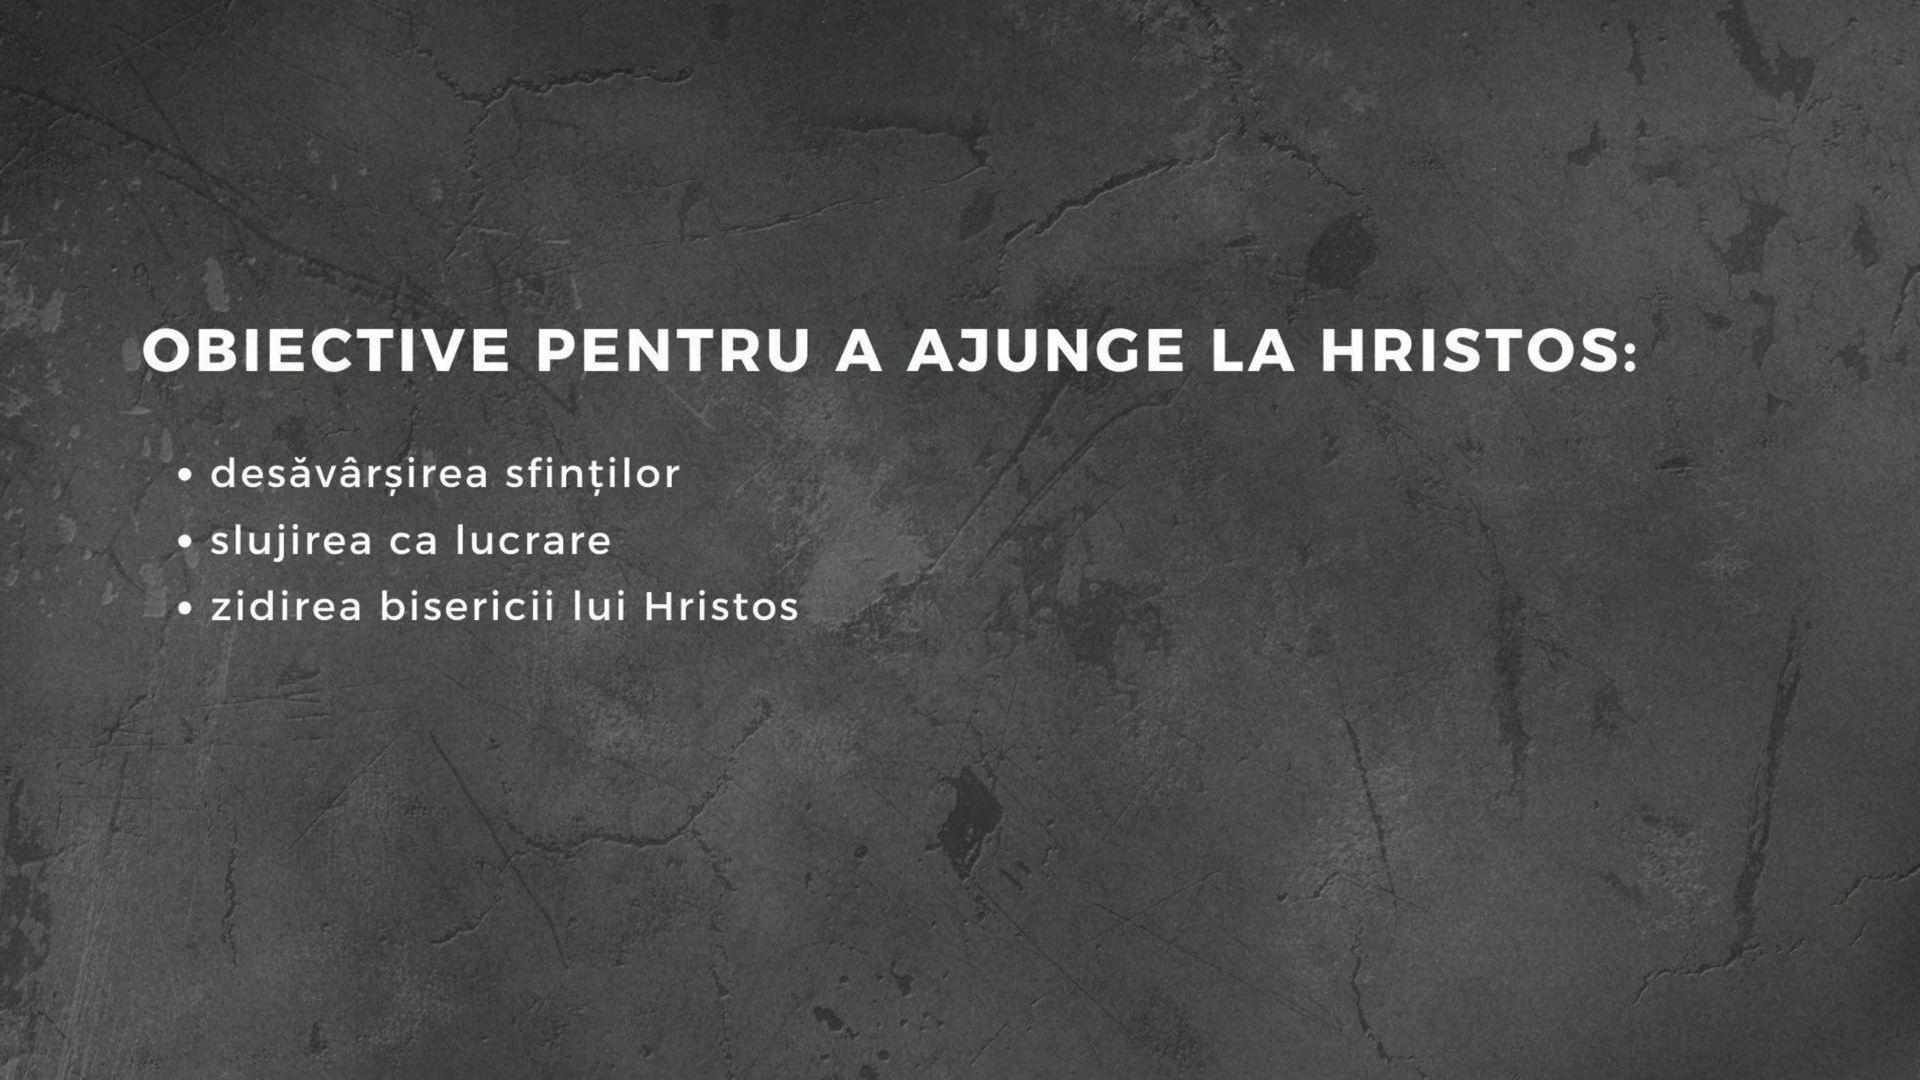 OBIECTIVE PENTRU A AJUNGE LA HRISTOS:
• desăvârșirea sfinților
• slujirea ca lucrare
• zidirea bisericii lui Hristos